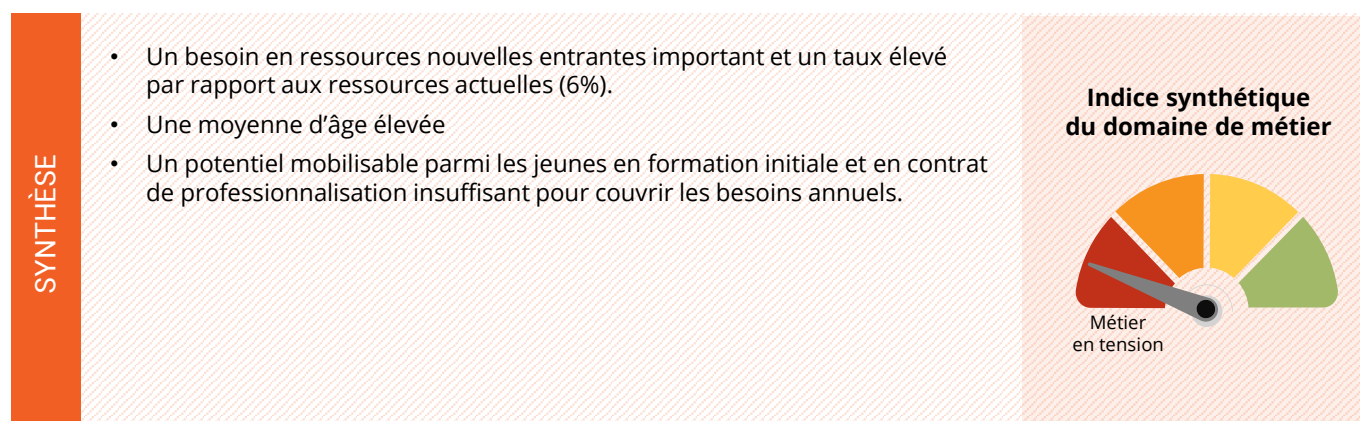 SYNTHÈSE
• Un besoin en ressources nouvelles entrantes important et un taux élevé
par rapport aux ressources actuelles (6%).
• Une moyenne d’âge élevée
• Un potentiel mobilisable parmi les jeunes en formation initiale et en contrat
de professionnalisation insuffisant pour couvrir les besoins annuels.
Indice synthétique
du domaine de métier
Métier
en tension